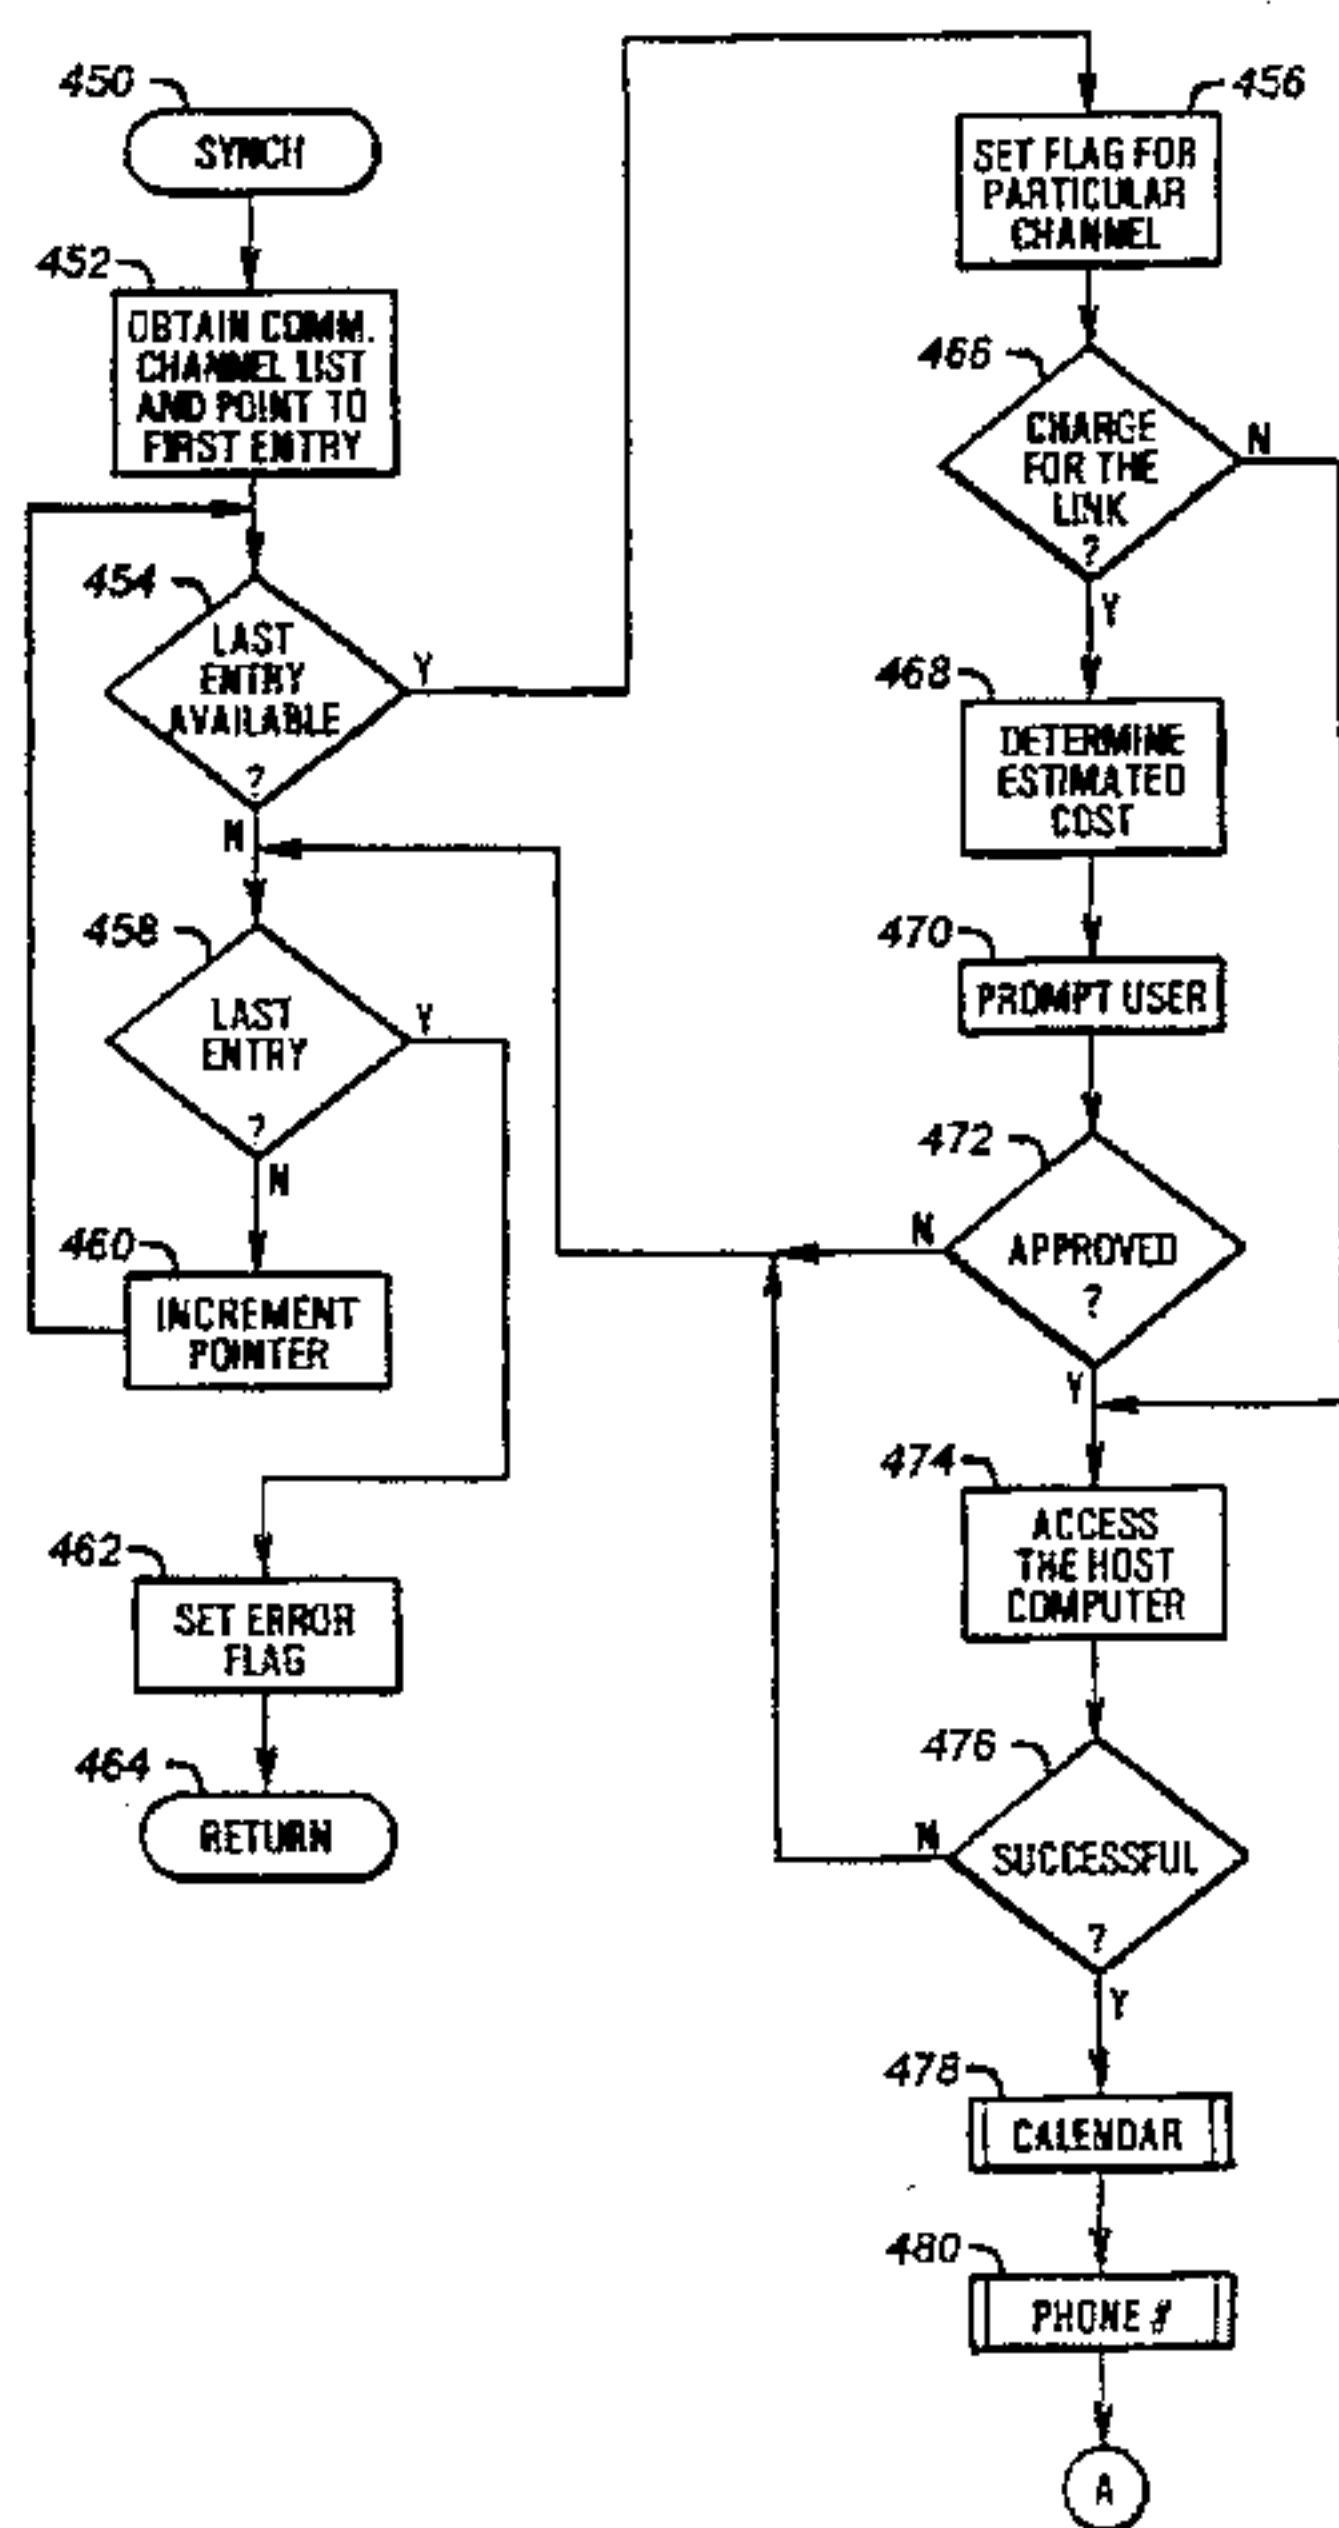 450
SYNCH
452
OBTAIN COMM.
CHANNEL LIST
AND POINT TO
FIRST ENTRY
454
LAST
ENTRY
AVAILABLE
?
Y
N
458
LAST
ENTRY
?
Y
N
460
INCREMENT
POINTER
462
SET ERROR
FLAG
464
RETURN
456
SET FLAG FOR
PARTICULAR
CHANNEL
466
CHARGE
FOR THE
LINK
?
N
Y
468
DETERMINE
ESTIMATED
COST
470
PROMPT USER
472
APPROVED
?
N
Y
474
ACCESS
THE HOST
COMPUTER
476
SUCCESSFUL
?
N
Y
478
CALENDAR
480
PHONE #
A